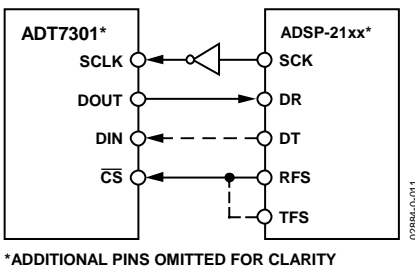 ADT7301*
ADSP-21xx*
SCLK
SCK
DOUT
DR
DIN
DT
CS
RFS
TFS
02884-0-011
*ADDITIONAL PINS OMITTED FOR CLARITY